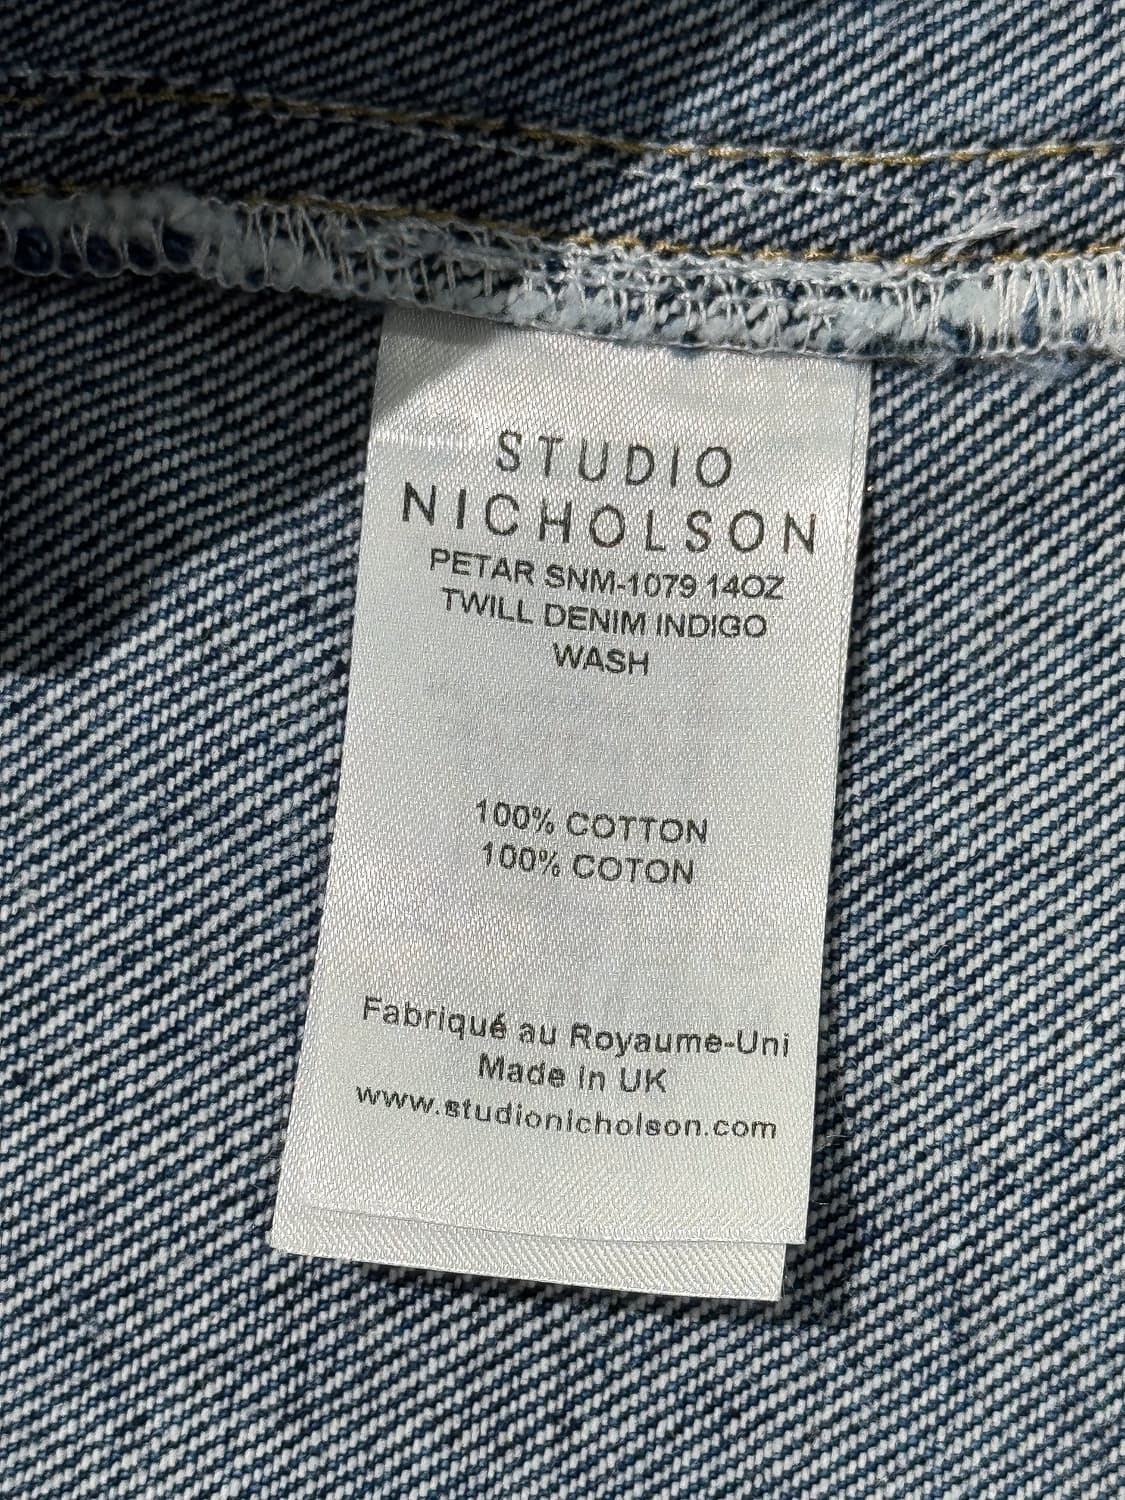 STUDIO
NICHOLSON
PETAR SNM-1079 14OZ
TWILL DENIM INDIGO
WASH
100% COTTON
100% COTON
Fabriqué au Royaume-Uni
Made in UK
www.studionicholson.com